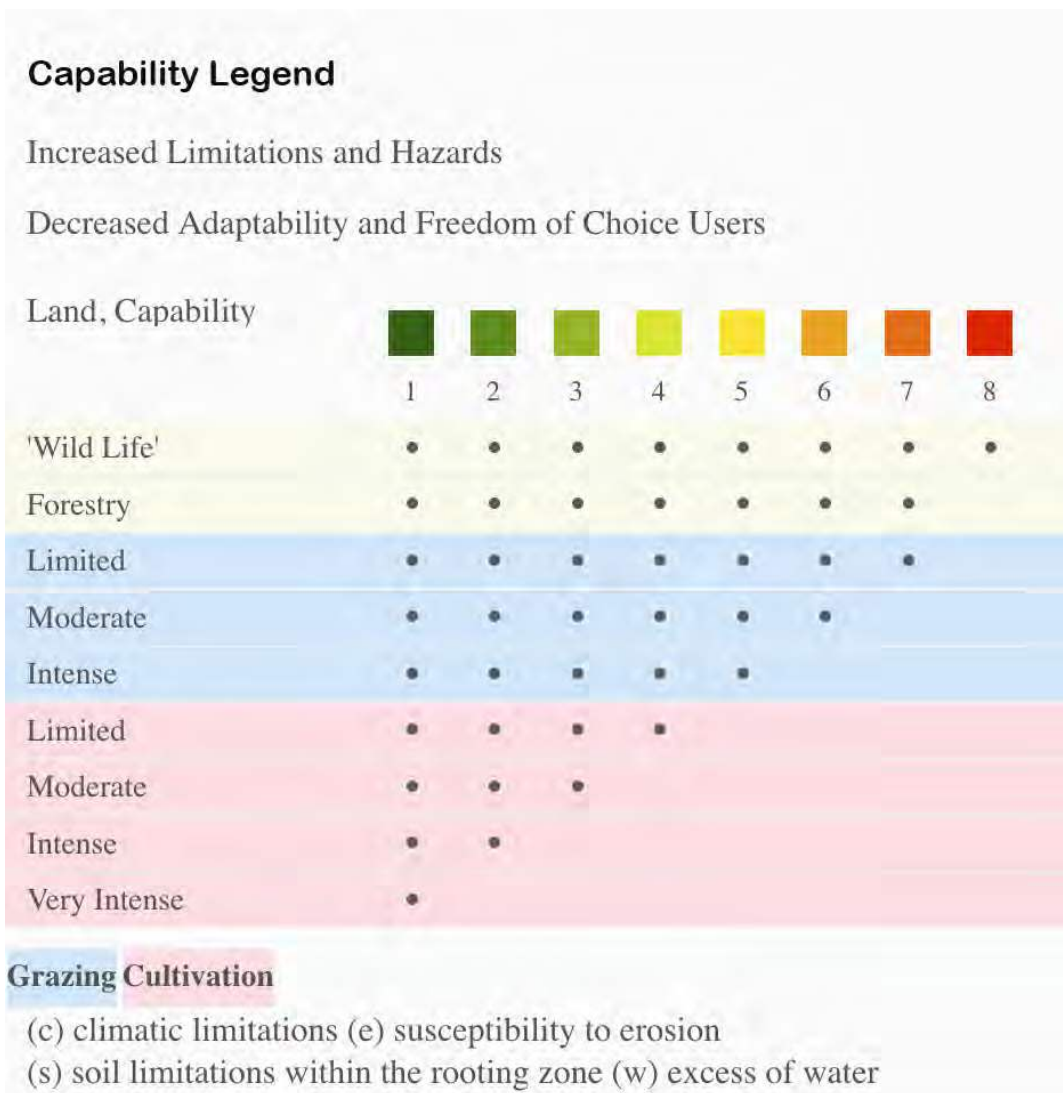 Capability Legend
Increased Limitations and Hazards
Decreased Adaptability and Freedom of Choice Users
Land, Capability
1 2 3 4 5 6 7 8
'Wild Life'
Forestry
Limited
Moderate
Intense
Limited
Moderate
Intense
Very Intense
Grazing Cultivation
(c) climatic limitations (e) susceptibility to erosion
(s) soil limitations within the rooting zone (w) excess of water